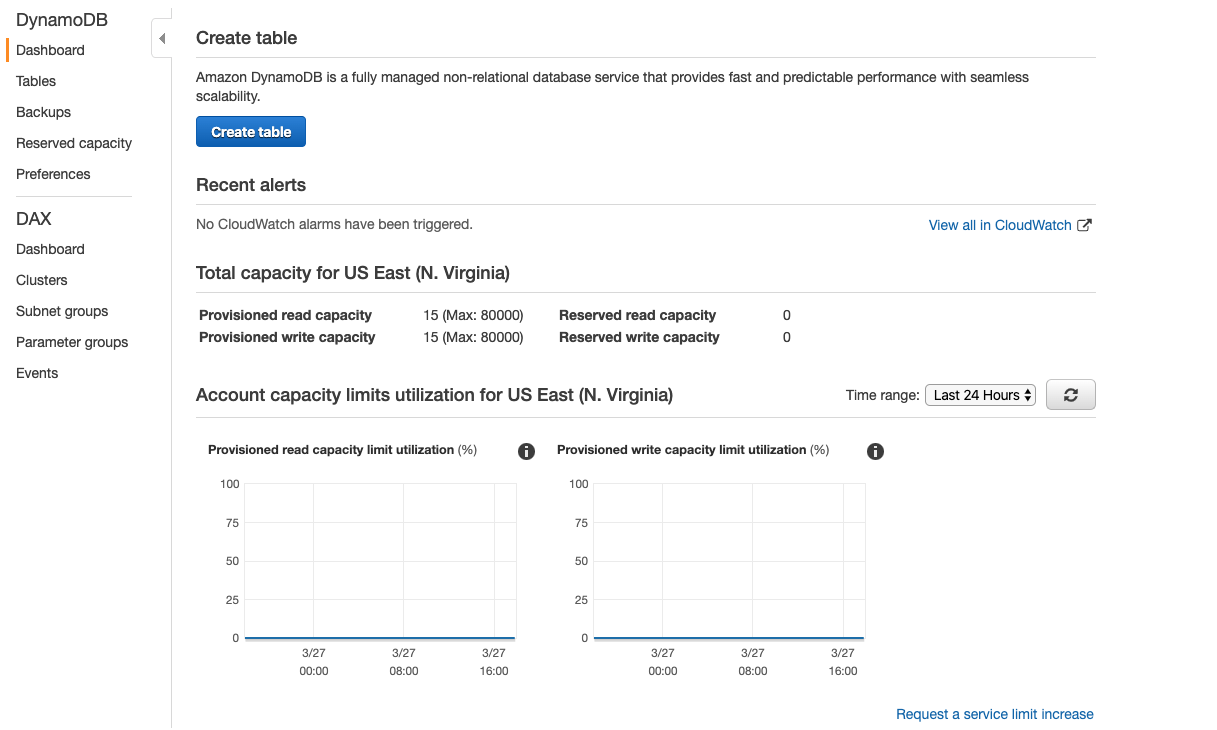 DynamoDB
Dashboard
Tables
Backups
Reserved capacity
Preferences
DAX
Dashboard
Clusters
Subnet groups
Parameter groups
Events
Create table
Amazon DynamoDB is a fully managed non-relational database service that provides fast and predictable performance with seamless
scalability.
Create table
Recent alerts
No CloudWatch alarms have been triggered.
View all in CloudWatch
Total capacity for US East (N. Virginia)
Provisioned read capacity 15 (Max: 80000) Reserved read capacity 0
Provisioned write capacity 15 (Max: 80000) Reserved write capacity 0
Account capacity limits utilization for US East (N. Virginia)
Time range: Last 24 Hours
Provisioned read capacity limit utilization (%)
100
75
50
25
0
3/27 3/27 3/27
00:00 08:00 16:00
Provisioned write capacity limit utilization (%)
100
75
50
25
0
3/27 3/27 3/27
00:00 08:00 16:00
Request a service limit increase